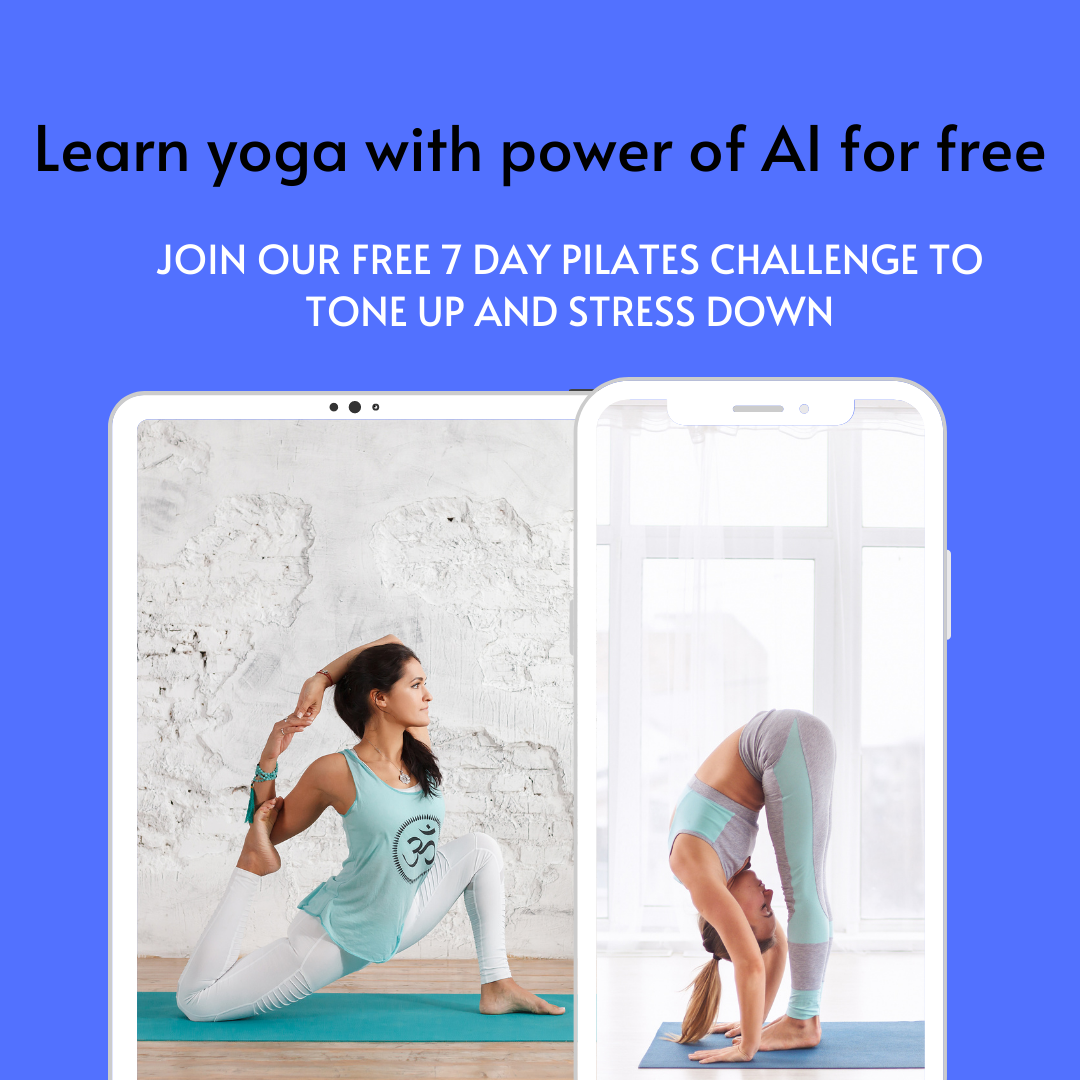 Learn yoga with power of AI for free
JOIN OUR FREE 7 DAY PILATES CHALLENGE TO
TONE UP AND STRESS DOWN
ॐ